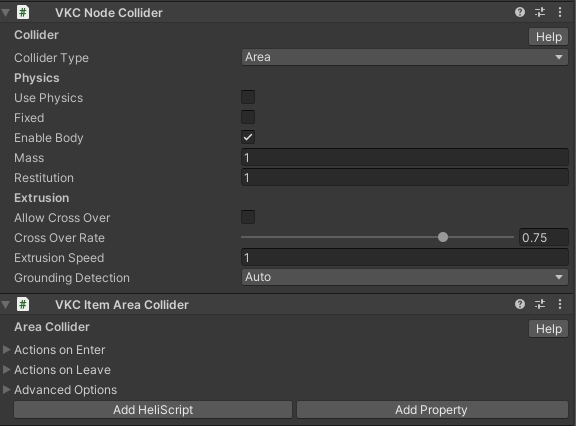 VKC Node Collider
Collider Help
Collider Type Area
Physics
Use Physics
Fixed
Enable Body
Mass 1
Restitution 1
Extrusion
Allow Cross Over
Cross Over Rate 0.75
Extrusion Speed 1
Grounding Detection Auto
VKC Item Area Collider
Area Collider Help
Actions on Enter
Actions on Leave
Advanced Options
Add HeliScript Add Property